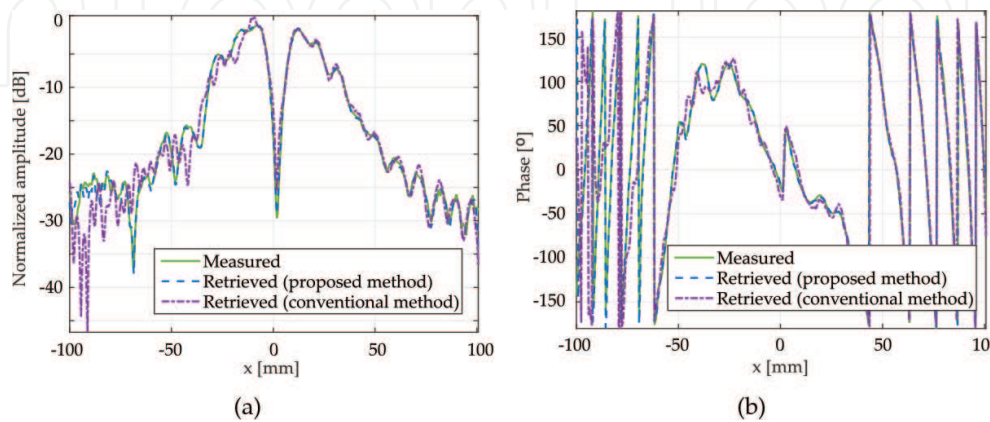 0
-10
-20
-30
-40
Normalized amplitude [dB]
Measured
Retrieved (proposed method)
Retrieved (conventional method)
-100
-50
0
50
100
x [mm]
(a)
150
100
50
0
-50
-100
-150
Phase [º]
Measured
Retrieved (proposed method)
Retrieved (conventional method)
-100
-50
0
50
10
x [mm]
(b)